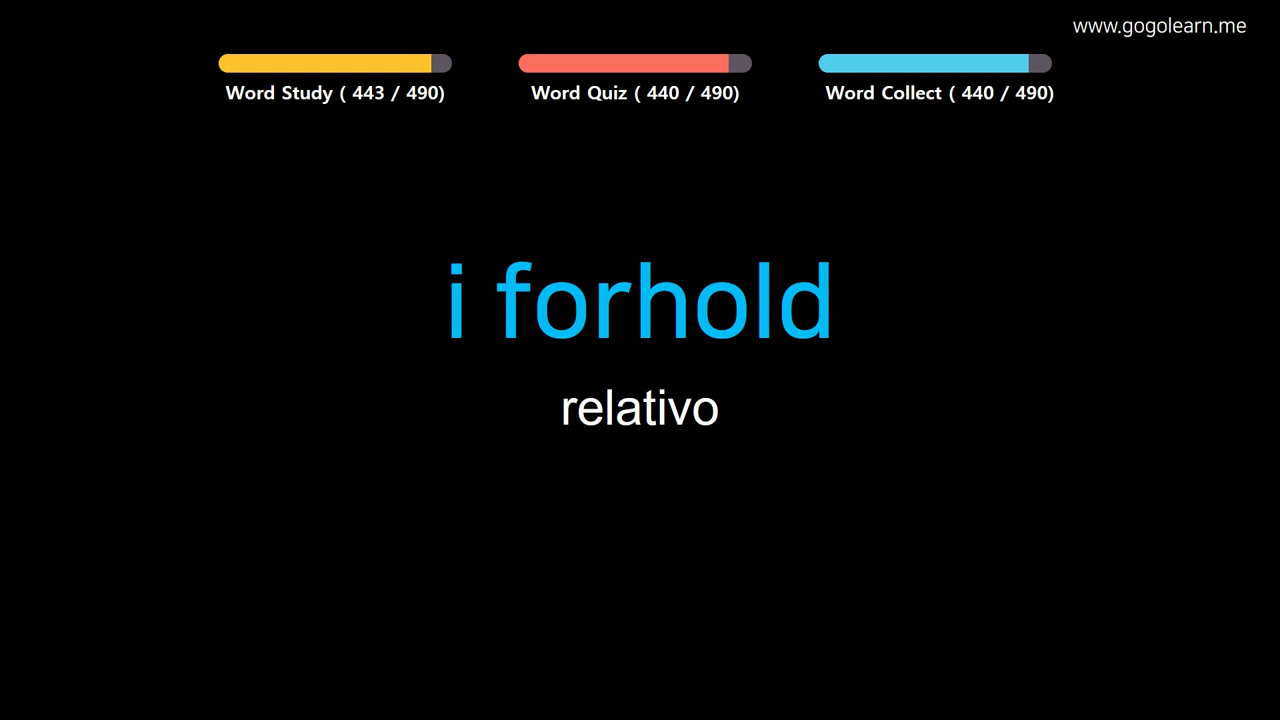 www.gogolearn.me
Word Study ( 443 / 490)
Word Quiz ( 440 / 490)
Word Collect ( 440 / 490)
i forhold
relativo